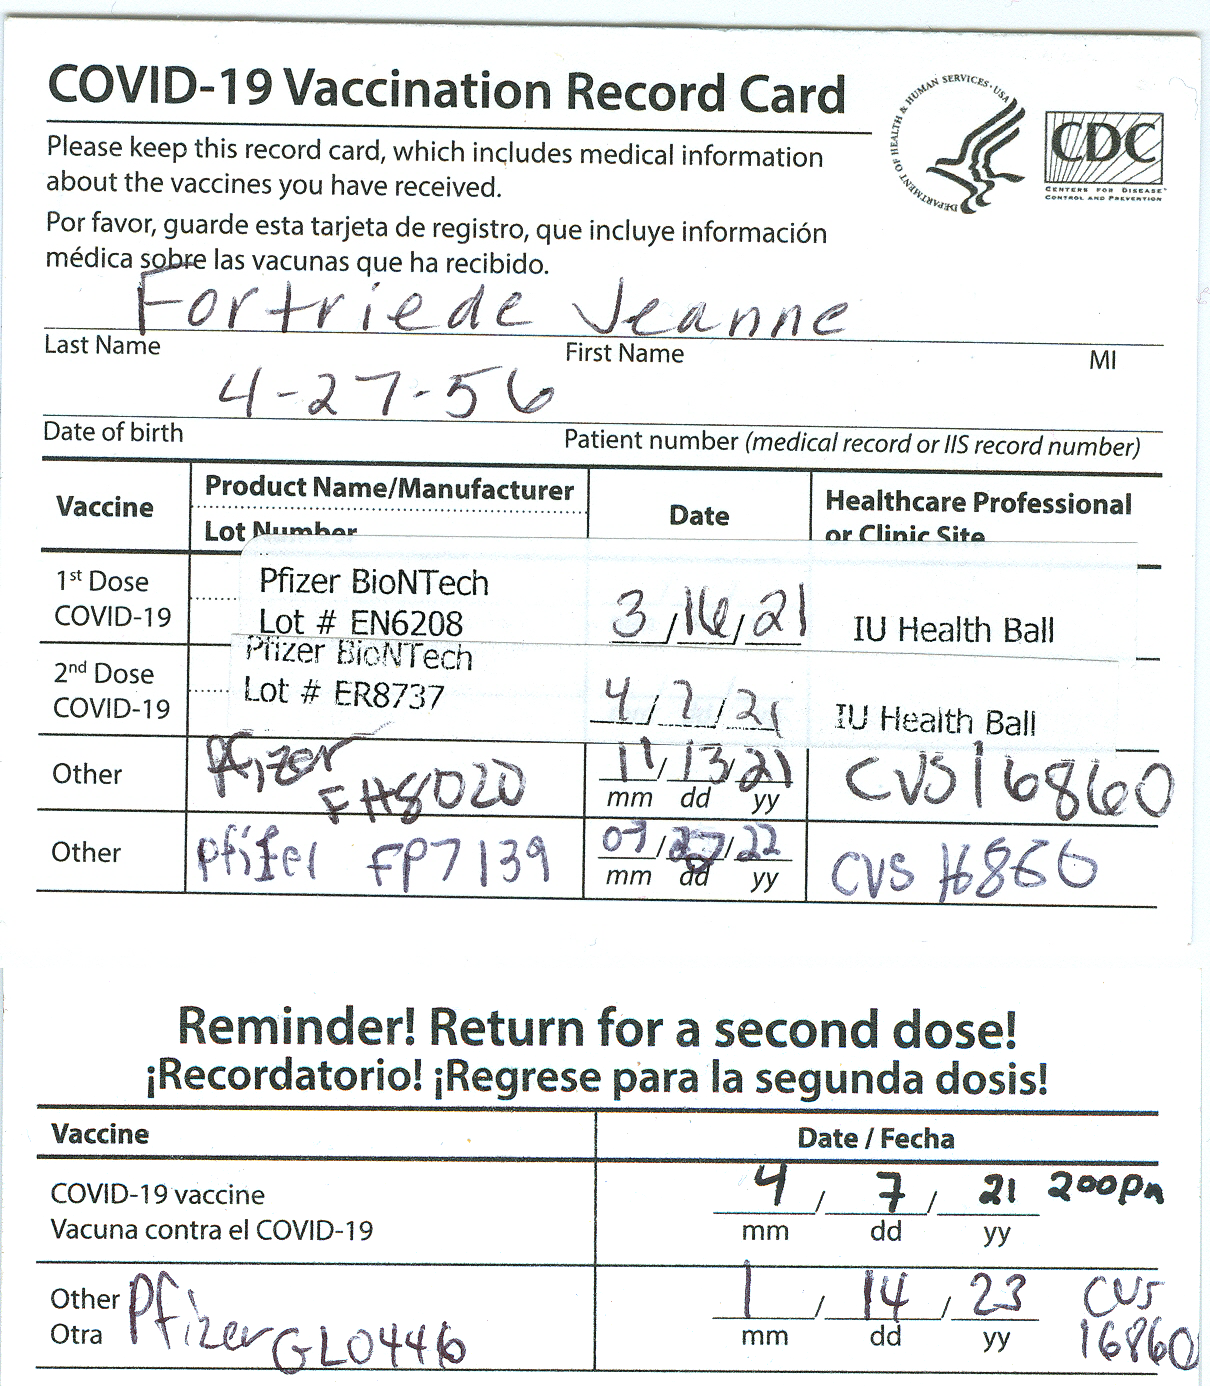 COVID-19 Vaccination Record Card
DEPARTMENT OF HEALTH & HUMAN SERVICES · USA
CDC
CENTERS FOR DISEASE
CONTROL AND PREVENTION
Please keep this record card, which includes medical information
about the vaccines you have received.
Por favor, guarde esta tarjeta de registro, que incluye información
médica sobre las vacunas que ha recibido.
Fortriede Jeanne
Last Name First Name MI
4-27-56
Date of birth Patient number (medical record or IIS record number)
Vaccine Product Name/Manufacturer Date Healthcare Professional
Lot Number or Clinic Site
1st Dose Pfizer BioNTech
COVID-19 Lot # EN6208 3/16/21 IU Health Ball
2nd Dose Pfizer BioNTech
COVID-19 Lot # ER8737 4/7/21 IU Health Ball
Other Pfizer FH8020 11/13/21 CVS 16860
mm dd yy
Other Pfizer FP7139 07/27/22 CVS 16860
mm dd yy
Reminder! Return for a second dose!
¡Recordatorio! ¡Regrese para la segunda dosis!
Vaccine Date / Fecha
COVID-19 vaccine 4 / 7 / 21 200pm
Vacuna contra el COVID-19 mm dd yy
Other Pfizer 1 / 14 / 23 CVS
Otra GL0446 mm dd yy 16860